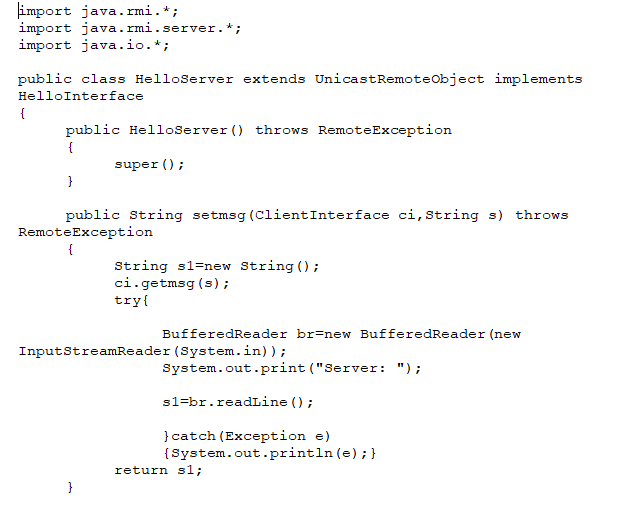 import java.rmi.*;
import java.rmi.server.*;
import java.io.*;
public class HelloServer extends UnicastRemoteObject implements
HelloInterface
{
public HelloServer() throws RemoteException
{
super();
}
public String setmsg(ClientInterface ci,String s) throws
RemoteException
{
String s1=new String();
ci.getmsg(s);
try{
BufferedReader br=new BufferedReader(new
InputStreamReader(System.in));
System.out.print("Server: ");
s1=br.readLine();
}catch(Exception e)
{System.out.println(e);}
return s1;
}